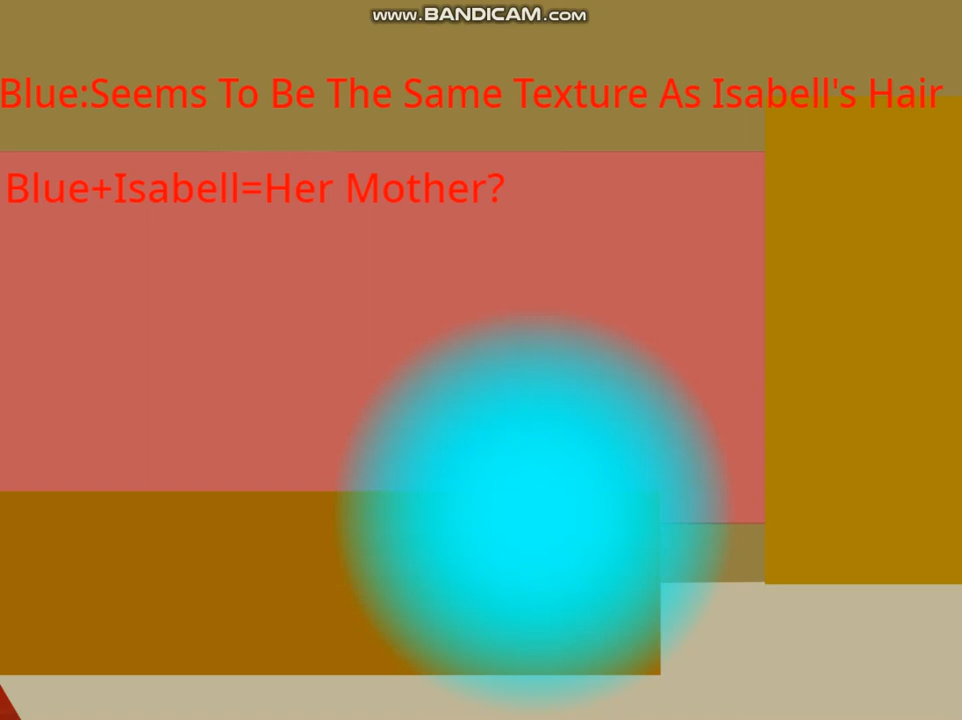 www.BANDICAM.com
Blue:Seems To Be The Same Texture As Isabell's Hair
Blue+Isabell=Her Mother?